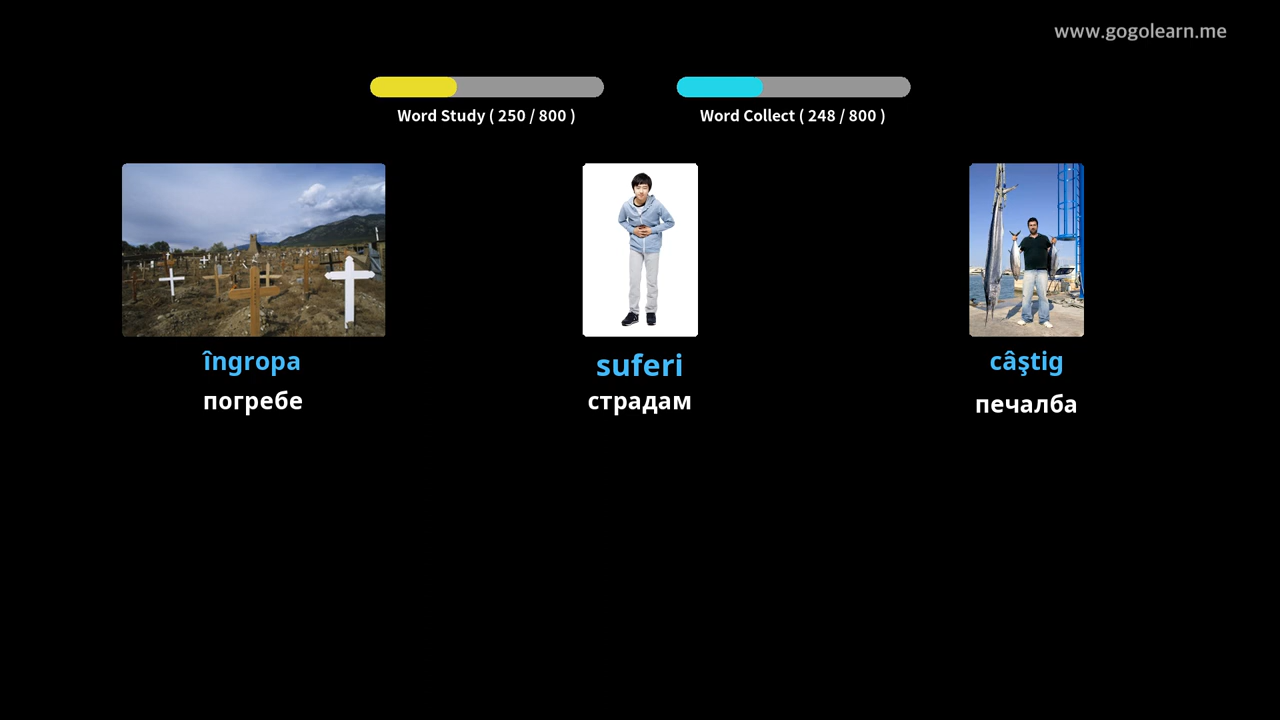 www.gogolearn.me
Word Study ( 250 / 800 )
Word Collect ( 248 / 800 )
îngropa
suferi
câştig
погребе
страдам
печалба